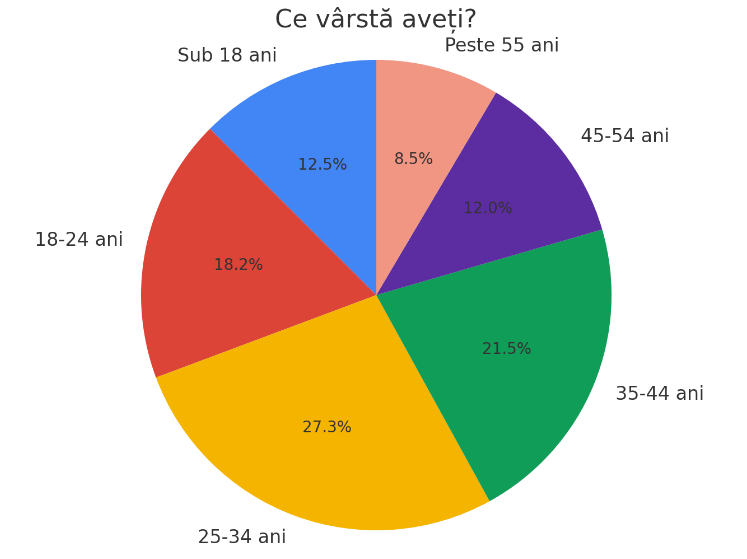 Ce vârstă aveți?
Peste 55 ani
Sub 18 ani
45-54 ani
8.5%
12.5%
12.0%
18-24 ani
18.2%
21.5%
35-44 ani
27.3%
25-34 ani